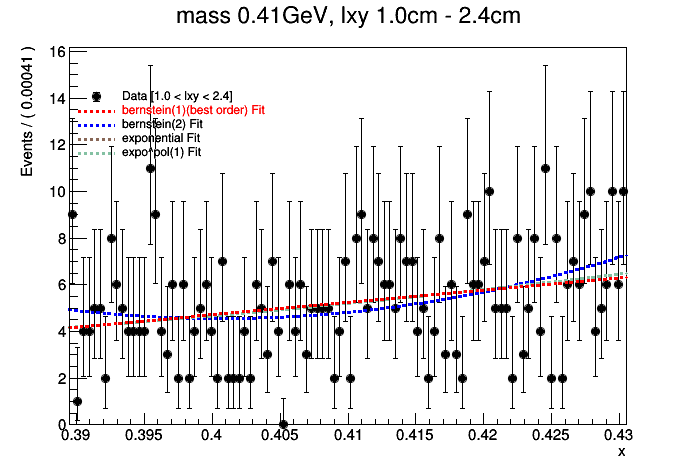 mass 0.41GeV, lxy 1.0cm - 2.4cm
Events / ( 0.00041 )
16
14
12
10
8
6
4
2
0
Data [1.0 < lxy < 2.4]
bernstein(1)(best order) Fit
bernstein(2) Fit
exponential Fit
expo*pol(1) Fit
0.39 0.395 0.4 0.405 0.41 0.415 0.42 0.425 0.43
x